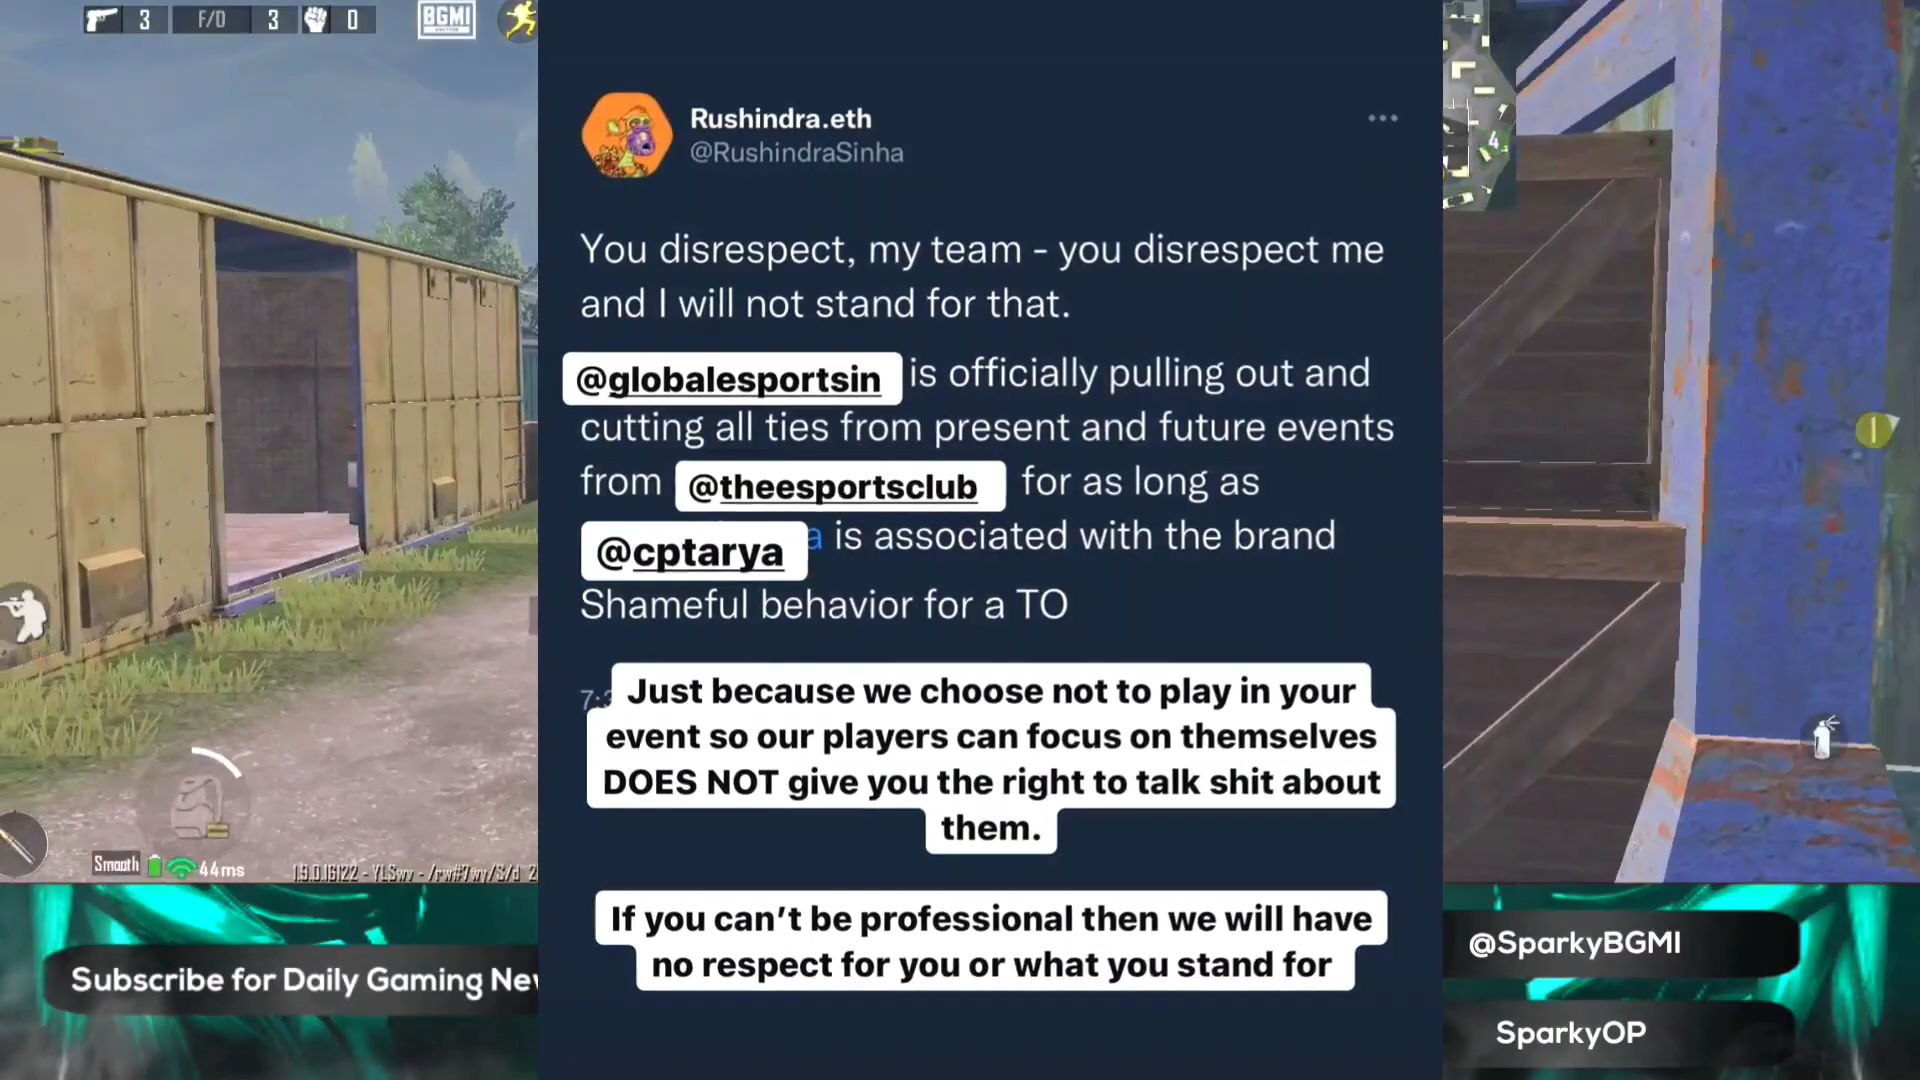 3 F/D 3 0
BGMI
Rushindra.eth
@RushindraSinha
You disrespect, my team - you disrespect me
and I will not stand for that.
@globalesportsin is officially pulling out and
cutting all ties from present and future events
from @theesportsclub for as long as
@cptarya a is associated with the brand
Shameful behavior for a TO
7:3
Just because we choose not to play in your
event so our players can focus on themselves
DOES NOT give you the right to talk shit about
them.
If you can't be professional then we will have
no respect for you or what you stand for
4
Smooth 44ms
Subscribe for Daily Gaming Ne
@SparkyBGMI
SparkyOP